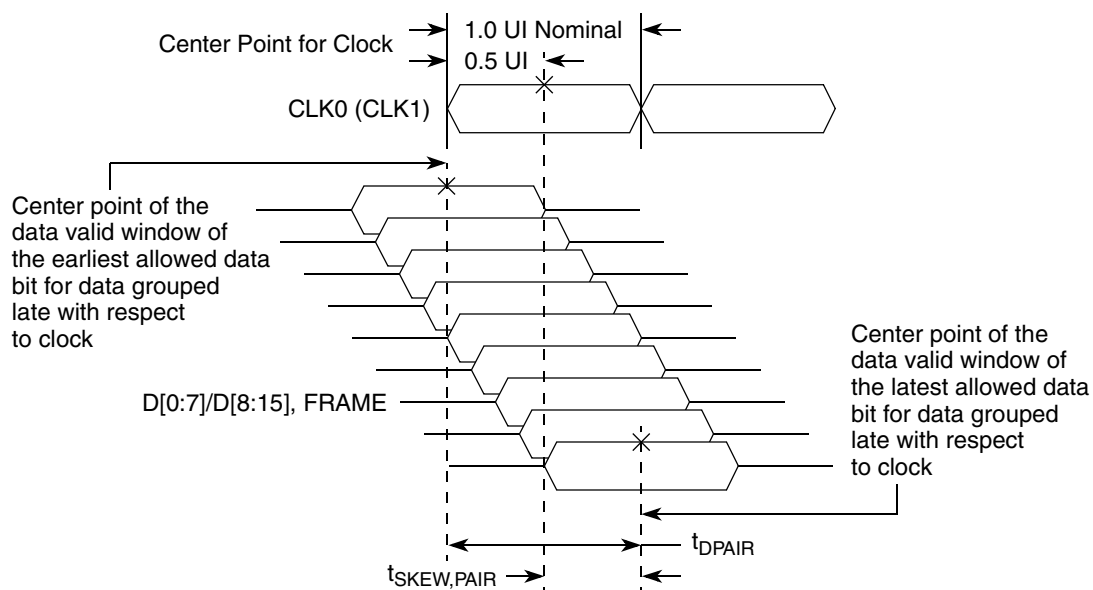 1.0 UI Nominal
Center Point for Clock
0.5 UI
CLK0 (CLK1)
Center point of the
data valid window of
the earliest allowed data
bit for data grouped
late with respect
to clock
Center point of the
data valid window of
the latest allowed data
bit for data grouped
late with respect
to clock
D[0:7]/D[8:15], FRAME
tDPAIR
tSKEW,PAIR